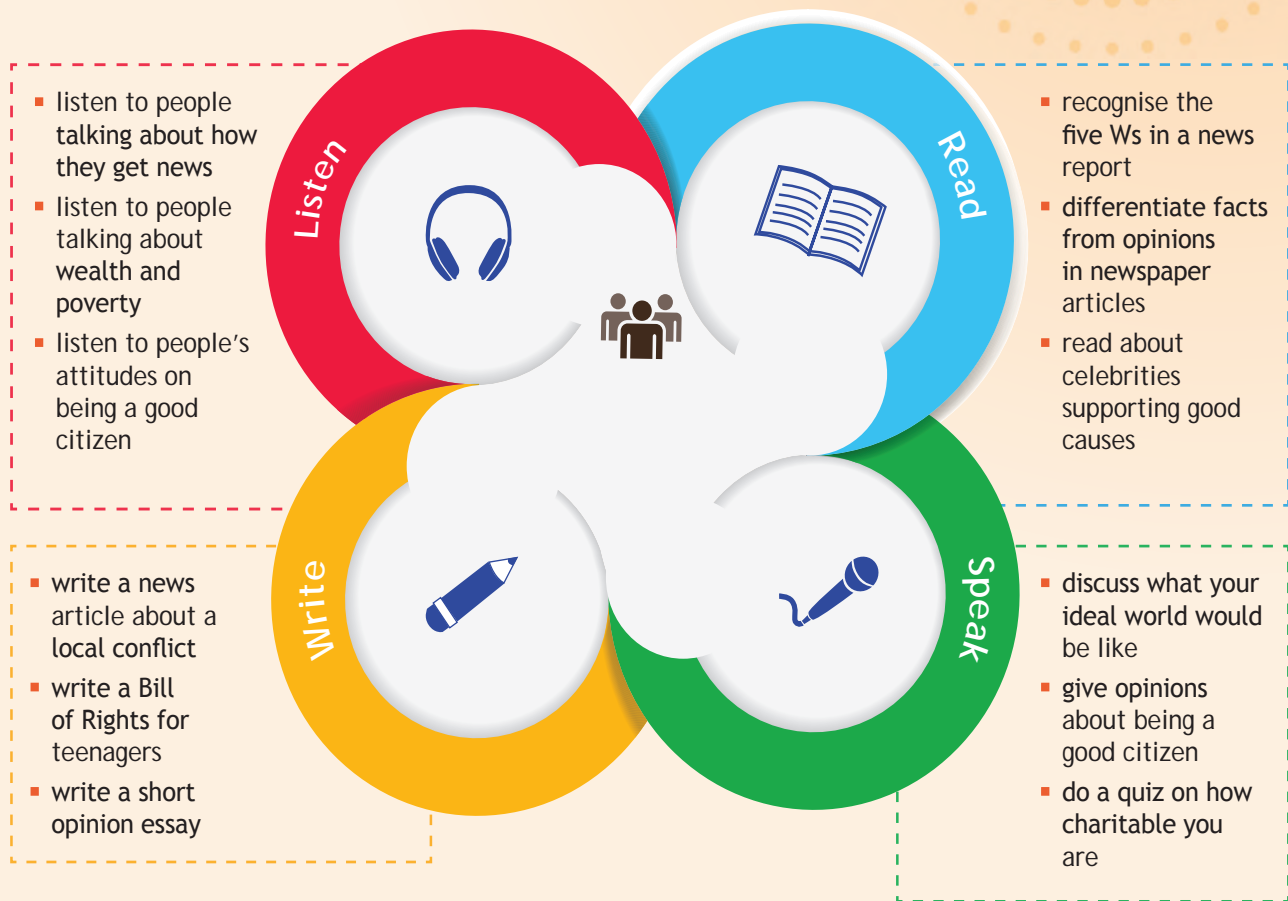 Listen
listen to people
talking about how
they get news
listen to people
talking about
wealth and
poverty
listen to people's
attitudes on
being a good
citizen
Read
recognise the
five Ws in a news
report
differentiate facts
from opinions
in newspaper
articles
read about
celebrities
supporting good
causes
Write
write a news
article about a
local conflict
write a Bill
of Rights for
teenagers
write a short
opinion essay
Speak
discuss what your
ideal world would
be like
give opinions
about being a
good citizen
do a quiz on how
charitable you
are